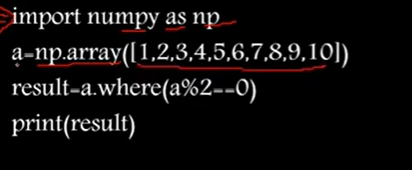 import numpy as np
a=np.array([1,2,3,4,5,6,7,8,9,10])
result=a.where(a%2==0)
print(result)